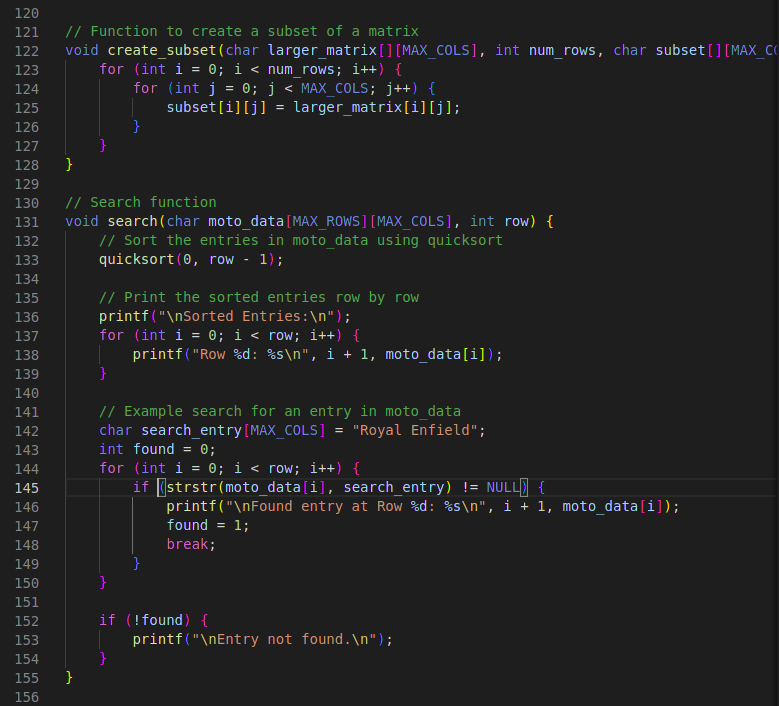 120
121 // Function to create a subset of a matrix
122 void create_subset(char larger_matrix[][MAX_COLS], int num_rows, char subset[][MAX_CO
123     for (int i = 0; i < num_rows; i++) {
124         for (int j = 0; j < MAX_COLS; j++) {
125             subset[i][j] = larger_matrix[i][j];
126         }
127     }
128 }
129
130 // Search function
131 void search(char moto_data[MAX_ROWS][MAX_COLS], int row) {
132     // Sort the entries in moto_data using quicksort
133     quicksort(0, row - 1);
134
135     // Print the sorted entries row by row
136     printf("\nSorted Entries:\n");
137     for (int i = 0; i < row; i++) {
138         printf("Row %d: %s\n", i + 1, moto_data[i]);
139     }
140
141     // Example search for an entry in moto_data
142     char search_entry[MAX_COLS] = "Royal Enfield";
143     int found = 0;
144     for (int i = 0; i < row; i++) {
145         if (strstr(moto_data[i], search_entry) != NULL) {
146             printf("\nFound entry at Row %d: %s\n", i + 1, moto_data[i]);
147             found = 1;
148             break;
149         }
150     }
151
152     if (!found) {
153         printf("\nEntry not found.\n");
154     }
155 }
156